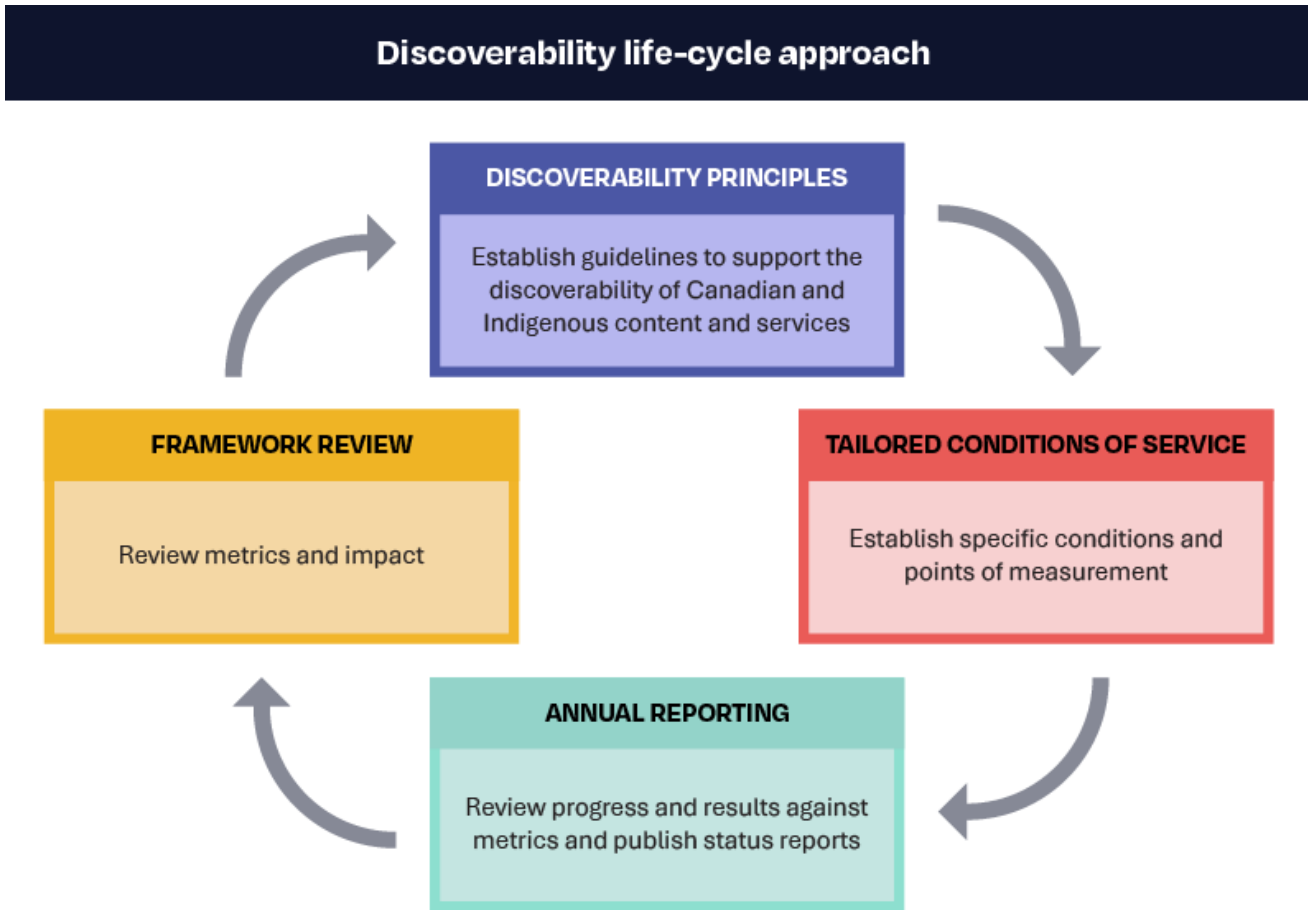 Discoverability life-cycle approach
DISCOVERABILITY PRINCIPLES
Establish guidelines to support the
discoverability of Canadian and
Indigenous content and services
FRAMEWORK REVIEW
Review metrics and impact
TAILORED CONDITIONS OF SERVICE
Establish specific conditions and
points of measurement
ANNUAL REPORTING
Review progress and results against
metrics and publish status reports